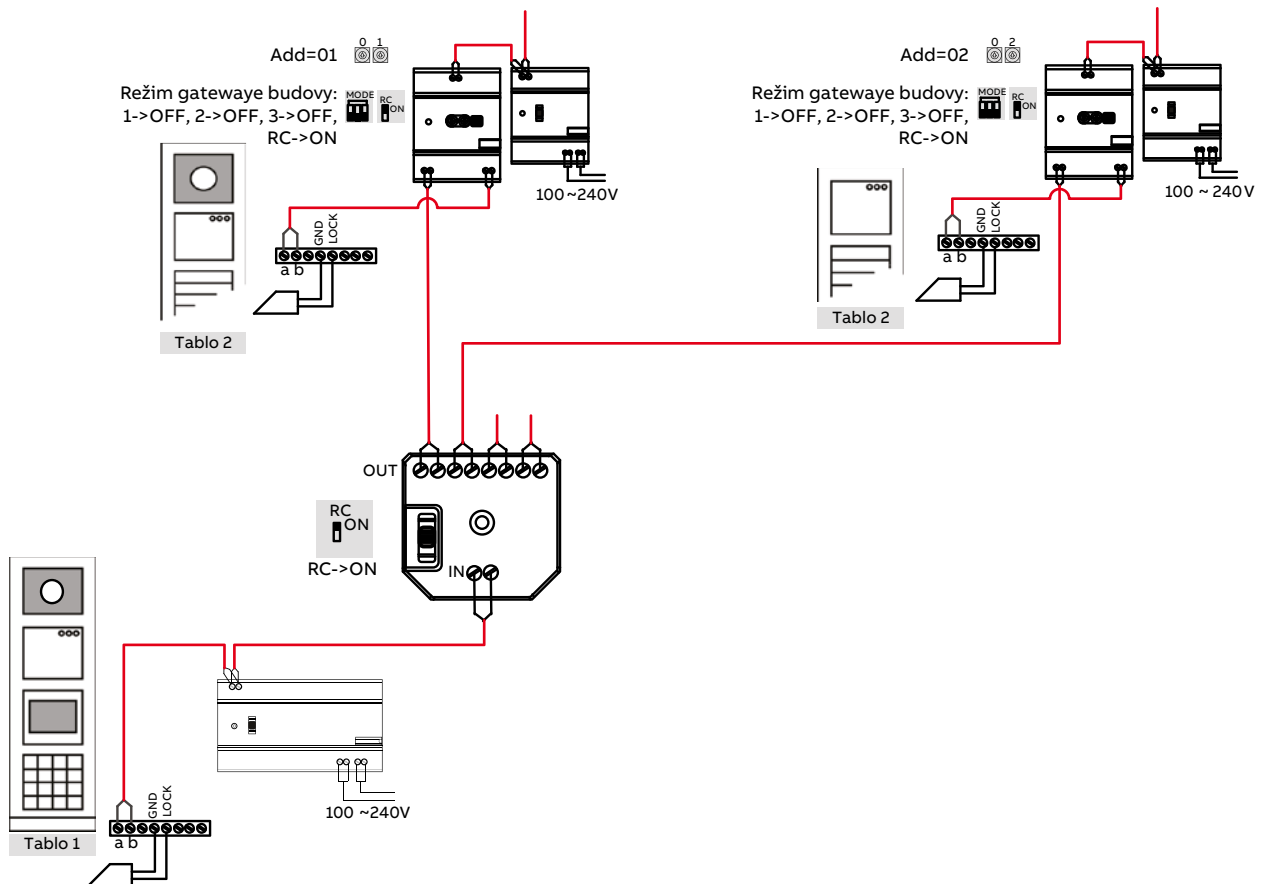 Add=01
0 1
Režim gatewaye budovy:
1->OFF, 2->OFF, 3->OFF,
RC->ON
MODE
RC
ON
100 ~240V
GND
LOCK
a b
Tablo 2
Add=02
0 2
Režim gatewaye budovy:
1->OFF, 2->OFF, 3->OFF,
RC->ON
MODE
RC
ON
100 ~240V
GND
LOCK
a b
Tablo 2
OUT
RC
ON
RC->ON
IN
100 ~240V
GND
LOCK
a b
Tablo 1